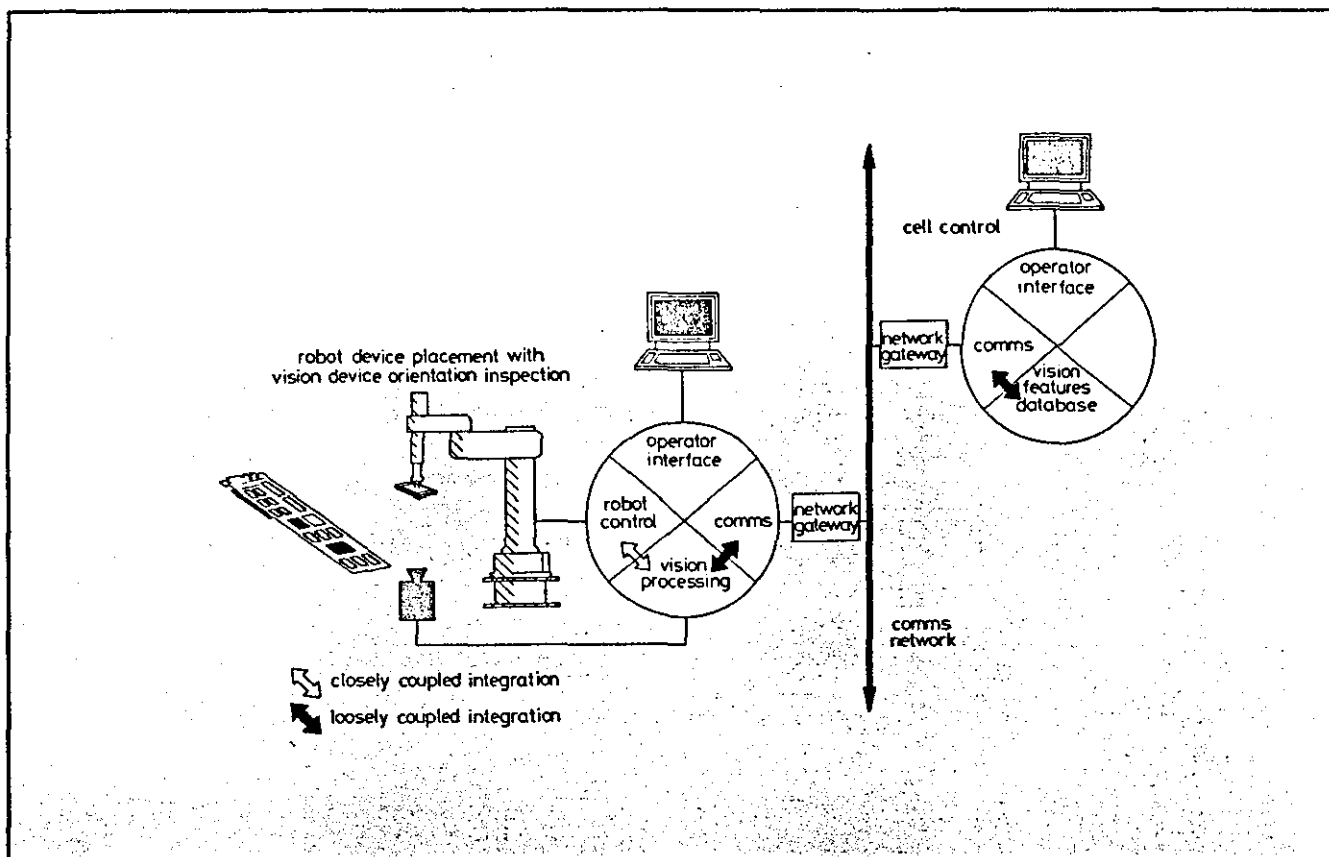 cell control
operator
interface
network
gateway
comms
vision
features
database
robot device placement with
vision device orientation inspection
operator
interface
robot
control
comms
vision
processing
network
gateway
comms
network
closely coupled integration
loosely coupled integration